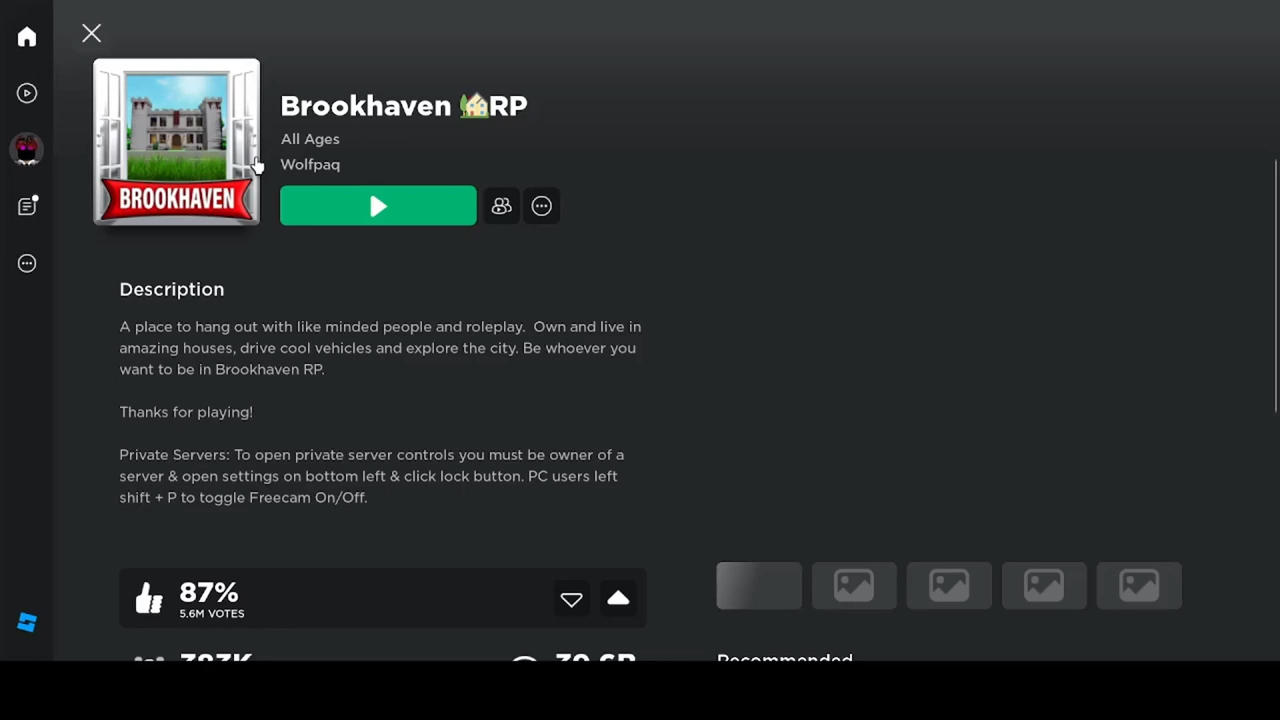 Brookhaven 🏡RP
All Ages
Wolfpaq
BROOKHAVEN
Description
A place to hang out with like minded people and roleplay.  Own and live in
amazing houses, drive cool vehicles and explore the city. Be whoever you
want to be in Brookhaven RP.
Thanks for playing!
Private Servers: To open private server controls you must be owner of a
server & open settings on bottom left & click lock button. PC users left
shift + P to toggle Freecam On/Off.
87%
5.6M VOTES
Recommended